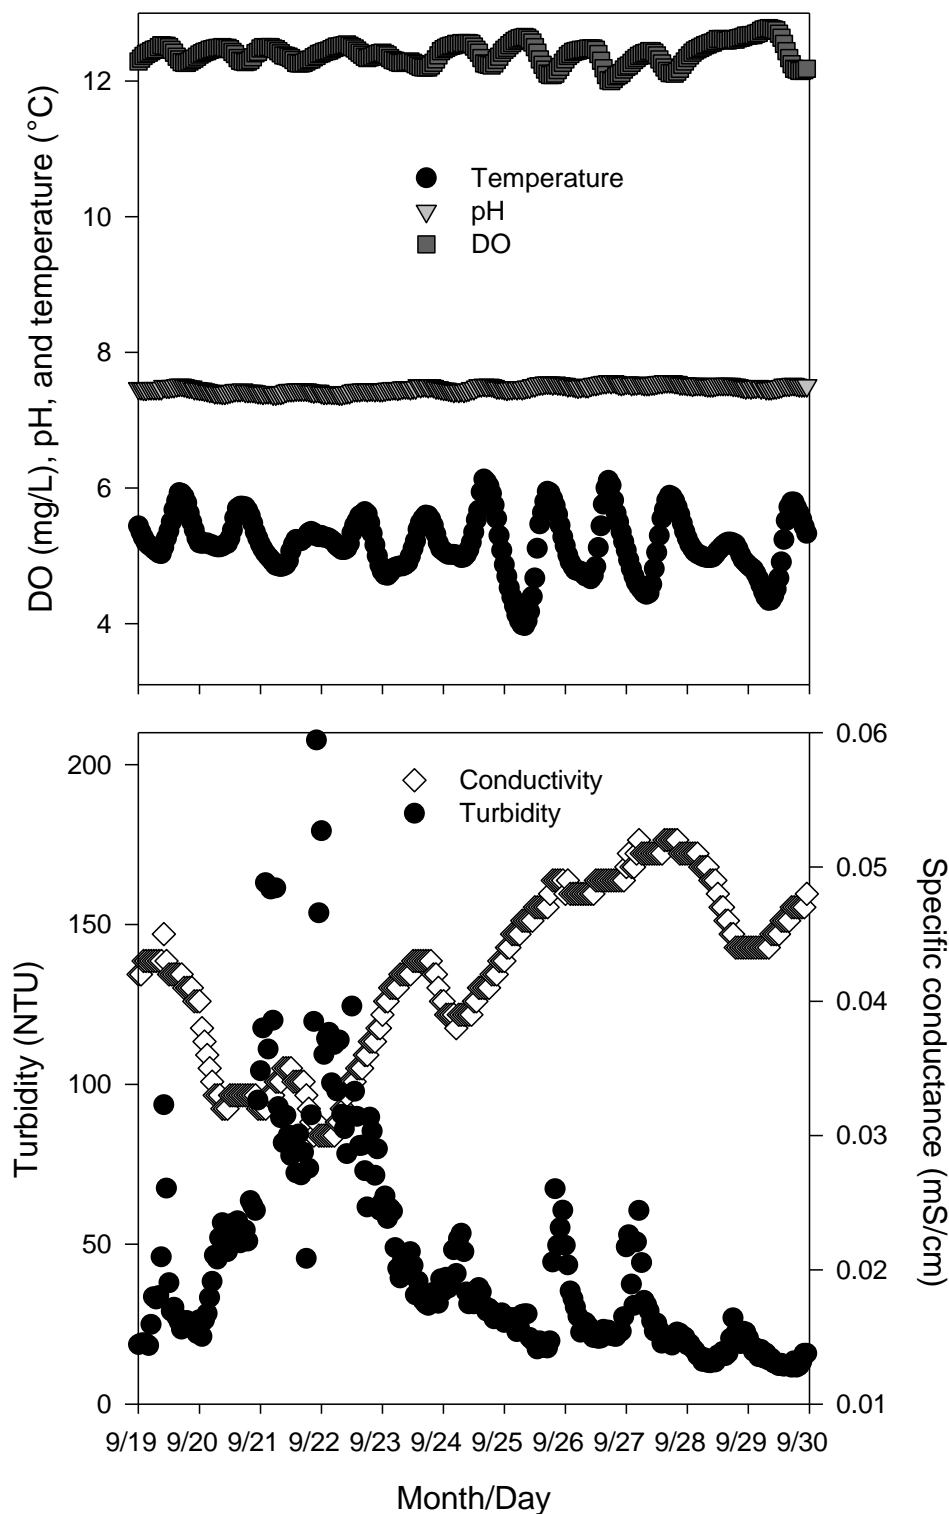 DO (mg/L), pH, and temperature (°C)
12
10
8
6
4
Temperature
pH
DO
Turbidity (NTU)
200
150
100
50
0
Conductivity
Turbidity
0.06
0.05
0.04
0.03
0.02
0.01
Specific conductance (mS/cm)
9/19 9/20 9/21 9/22 9/23 9/24 9/25 9/26 9/27 9/28 9/29 9/30
Month/Day